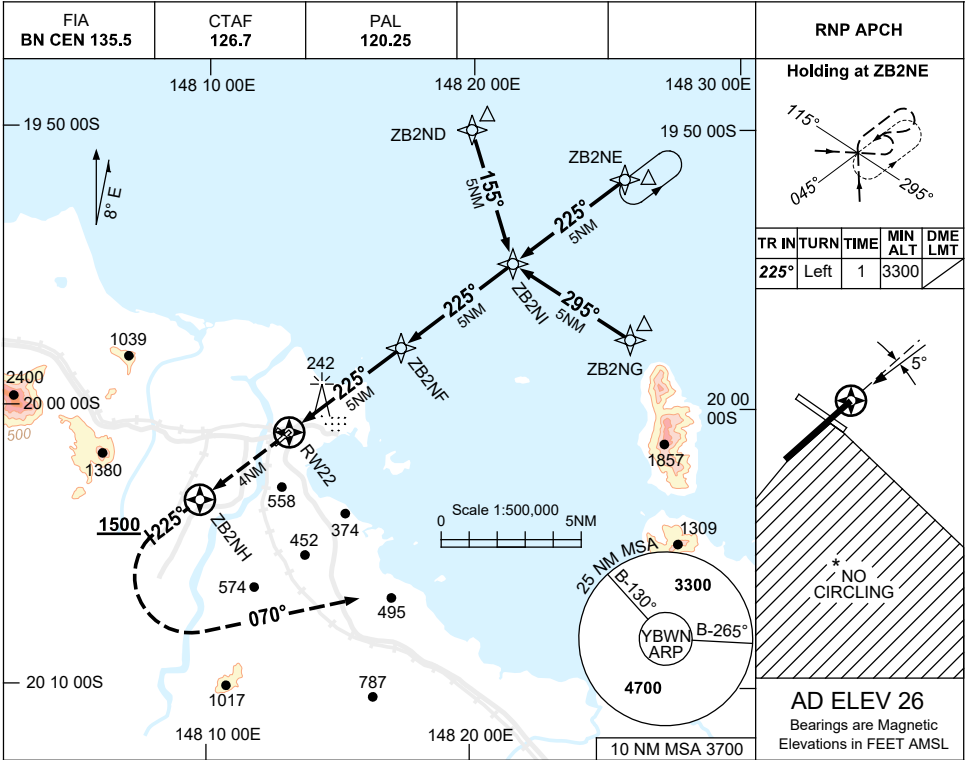 FIA
BN CEN 135.5
CTAF
126.7
PAL
120.25
RNP APCH
148 10 00E
148 20 00E
148 30 00E
19 50 00S
19 50 00S
8° E
ZB2ND
ZB2NE
155°
5NM
225°
5NM
ZB2NI
225°
5NM
295°
5NM
ZB2NG
ZB2NF
225°
5NM
242
1039
2400
20 00 00S
500
1380
20 00
00S
1857
RW22
4NM
558
374
ZB2NH
225°
1500
452
574
070°
495
Scale 1:500,000
0
5NM
1309
25 NM MSA
B-130°
3300
YBWN
ARP
B-265°
4700
20 10 00S
1017
787
148 10 00E
148 20 00E
10 NM MSA 3700
Holding at ZB2NE
115°
045°
295°
TR IN TURN TIME MIN ALT DME LMT
225° Left 1 3300
5°
* NO
CIRCLING
AD ELEV 26
Bearings are Magnetic
Elevations in FEET AMSL